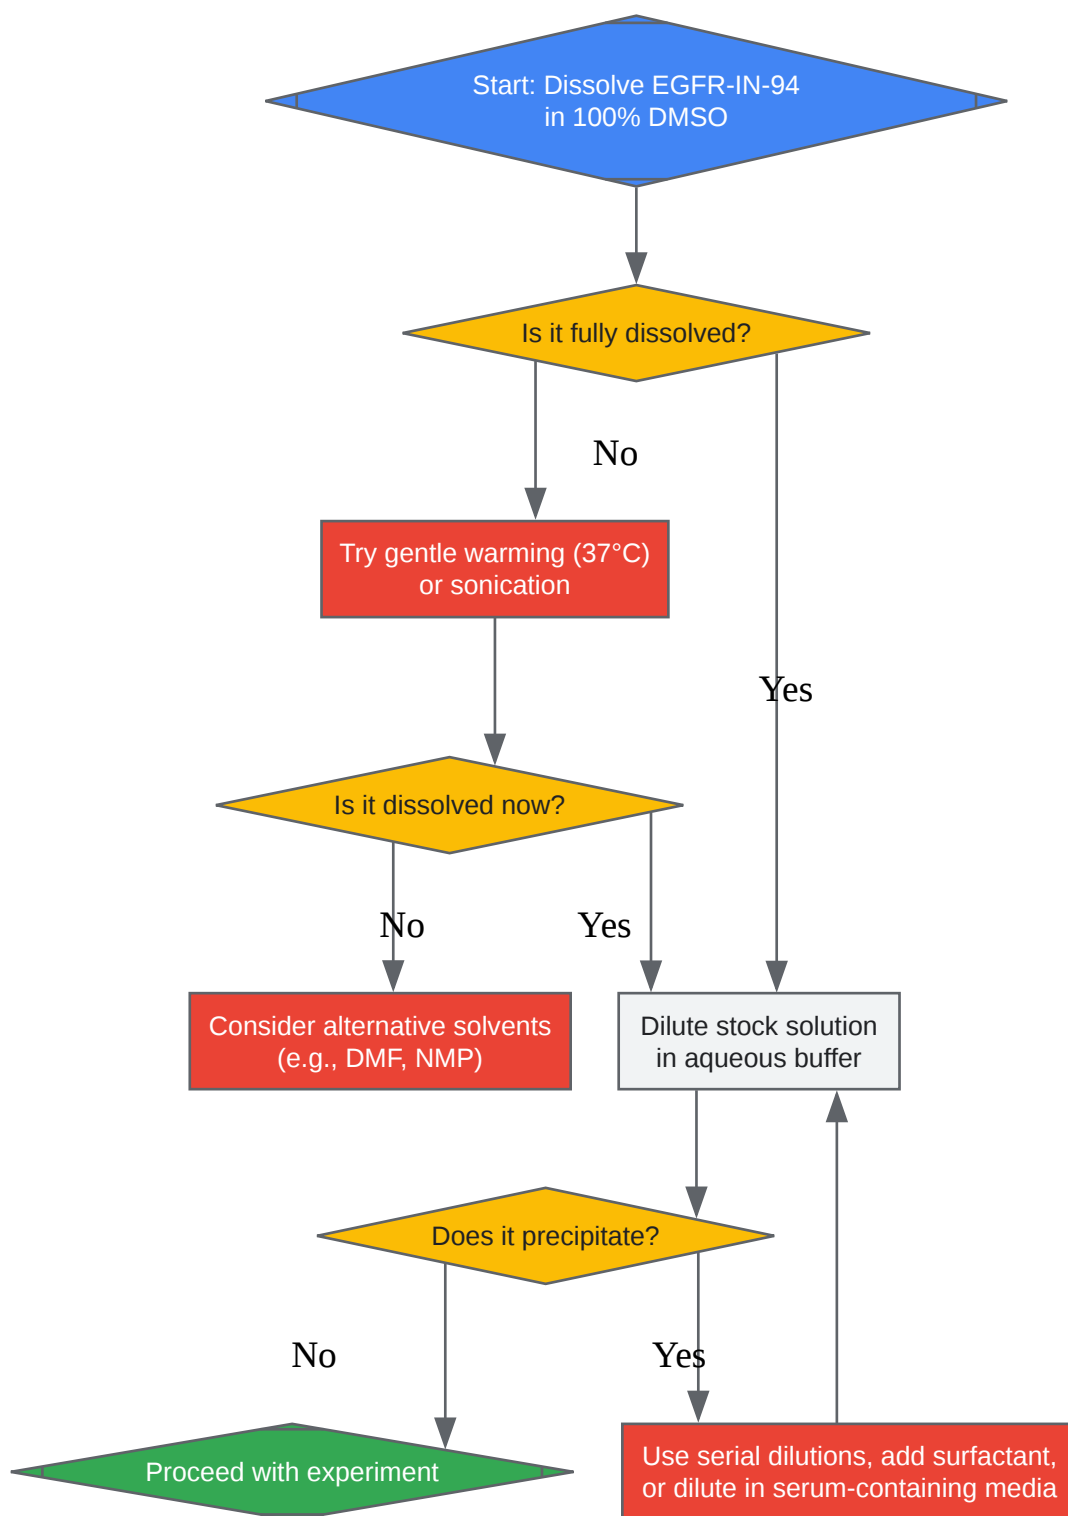 Start: Dissolve EGFR-IN-94
in 100% DMSO
Is it fully dissolved?
No
Try gentle warming (37°C)
or sonication
Yes
Is it dissolved now?
No
Yes
Consider alternative solvents
(e.g., DMF, NMP)
Dilute stock solution
in aqueous buffer
Does it precipitate?
No
Yes
Proceed with experiment
Use serial dilutions, add surfactant,
or dilute in serum-containing media